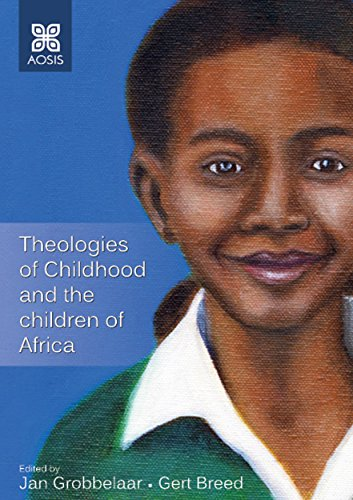 AOSIS
Theologies
of Childhood
and the
children of
Africa
Edited by
Jan Grobbelaar • Gert Breed